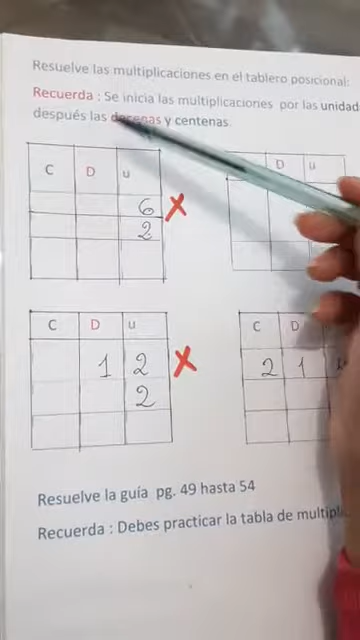 Resuelve las multiplicaciones en el tablero posicional:
Recuerda : Se inicia las multiplicaciones por las unidad
después las decenas y centenas.
C D u
6 X
2
D u
C D u
1 2 X
2
C D
2 1
Resuelve la guía pg. 49 hasta 54
Recuerda : Debes practicar la tabla de multipl